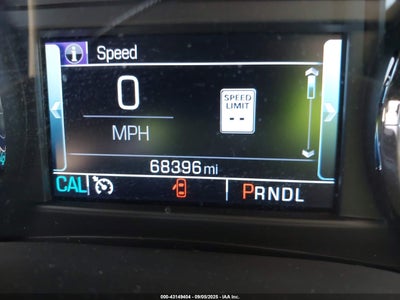 Speed
0
MPH
SPEED
LIMIT
--
68396 mi
CAL
PRNDL
000-43149404 - 09/05/2025 - IAA Inc.